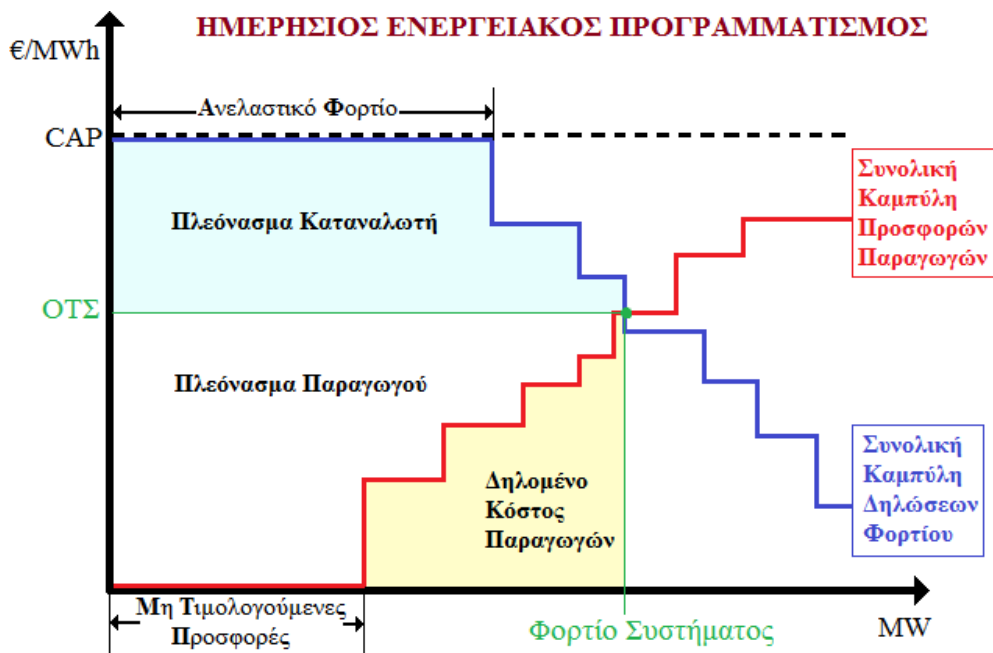 ΗΜΕΡΗΣΙΟΣ ΕΝΕΡΓΕΙΑΚΟΣ ΠΡΟΓΡΑΜΜΑΤΙΣΜΟΣ
€/MWh
Ανελαστικό Φορτίο
CAP
Συνολική
Καμπύλη
Προσφορών
Παραγωγών
Πλεόνασμα Καταναλωτή
ΟΤΣ
Πλεόνασμα Παραγωγού
Συνολική
Καμπύλη
Δηλώσεων
Φορτίου
Δηλομένο
Κόστος
Παραγωγών
Μη Τιμολογούμενες
Προσφορές
Φορτίο Συστήματος
MW